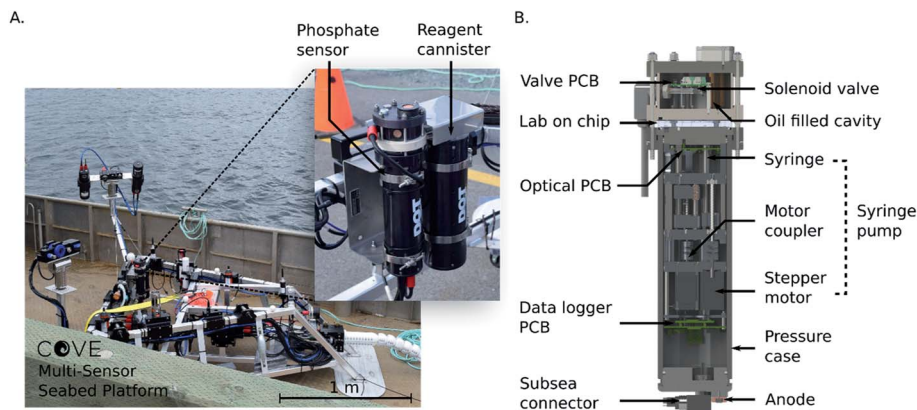 A.
Phosphate
sensor
Reagent
cannister
DOT
DOT
COVE
Multi-Sensor
Seabed Platform
1 m
B.
Valve PCB
Solenoid valve
Lab on chip
Oil filled cavity
Optical PCB
Syringe
Motor
coupler
Syringe
pump
Stepper
motor
Data logger
PCB
Pressure
case
Subsea
connector
Anode